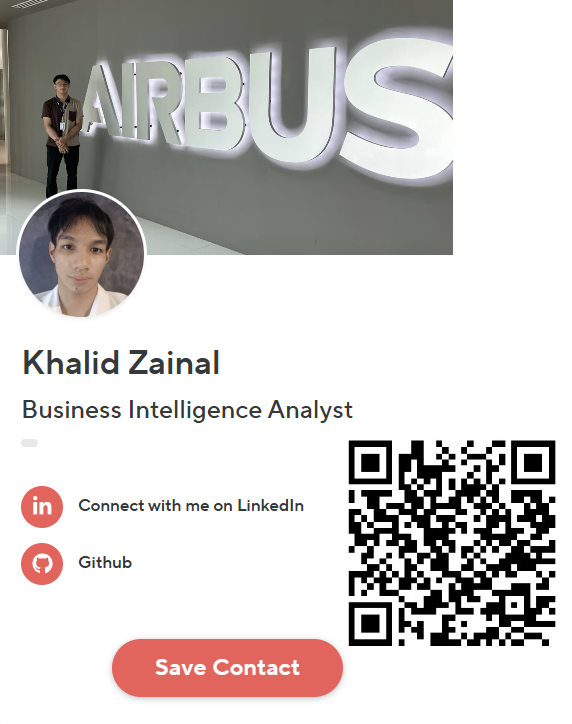 AIRBUS
Khalid Zainal
Business Intelligence Analyst
in Connect with me on LinkedIn
Github
Save Contact